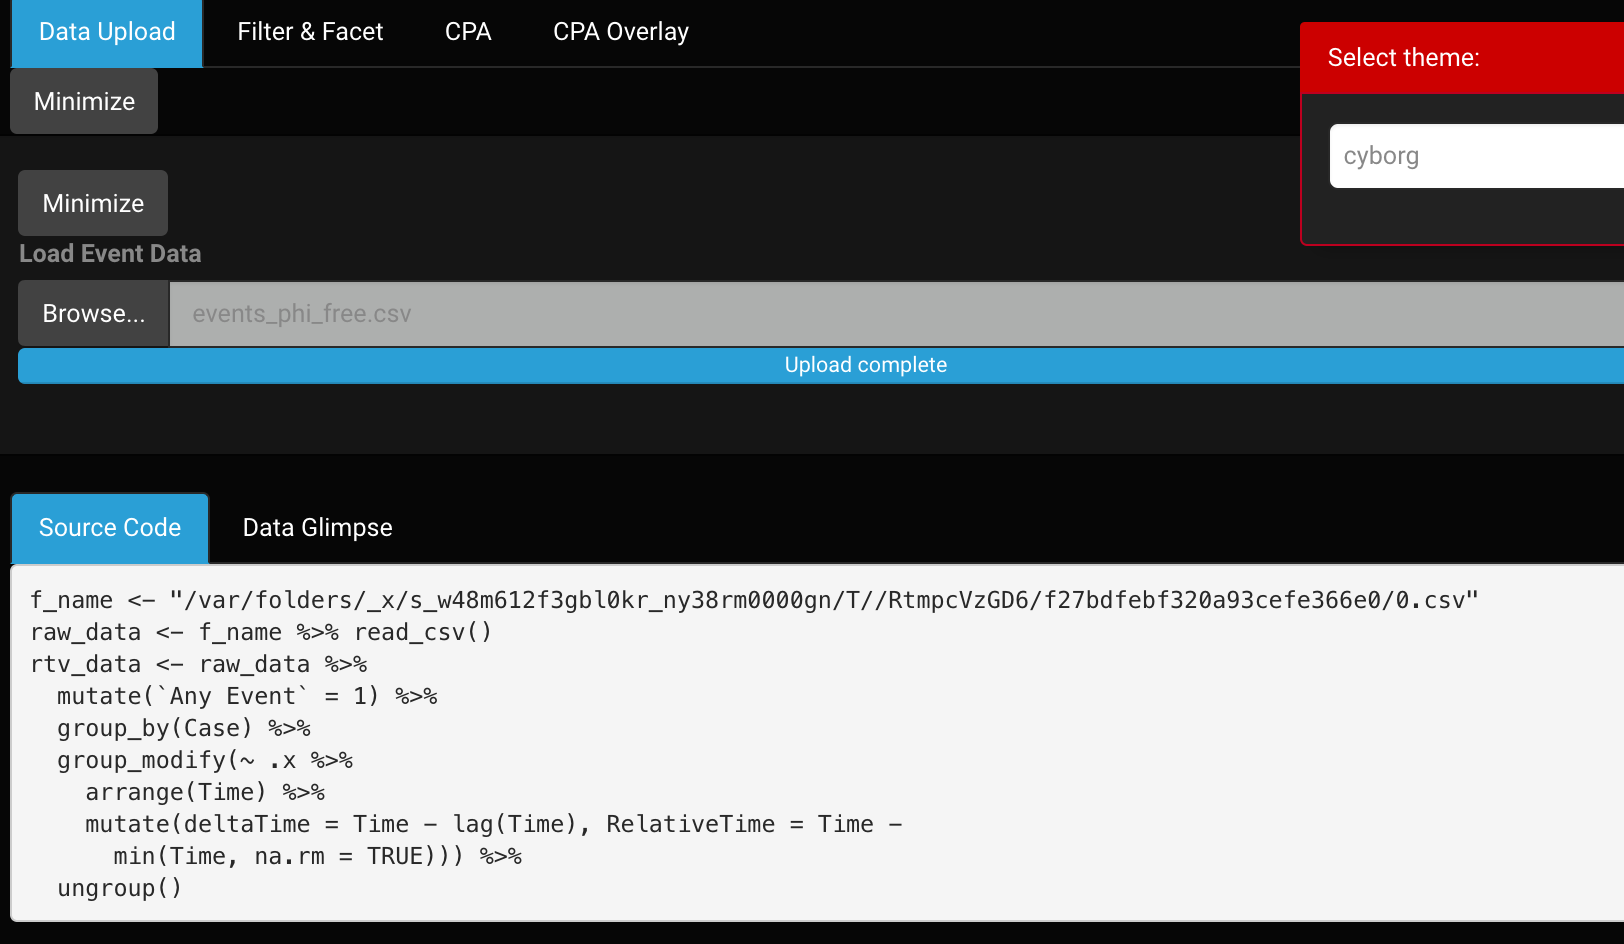 Data Upload Filter & Facet CPA CPA Overlay
Select theme:
Minimize
cyborg
Minimize
Load Event Data
Browse... events_phi_free.csv
Upload complete
Source Code Data Glimpse
f_name <- "/var/folders/_x/s_w48m612f3gbl0kr_ny38rm0000gn/T//RtmpcVzGD6/f27bdfebf320a93cefe366e0/0.csv"
raw_data <- f_name %>% read_csv()
rtv_data <- raw_data %>%
  mutate(`Any Event` = 1) %>%
  group_by(Case) %>%
  group_modify(~ .x %>%
    arrange(Time) %>%
    mutate(deltaTime = Time - lag(Time), RelativeTime = Time -
      min(Time, na.rm = TRUE))) %>%
  ungroup()